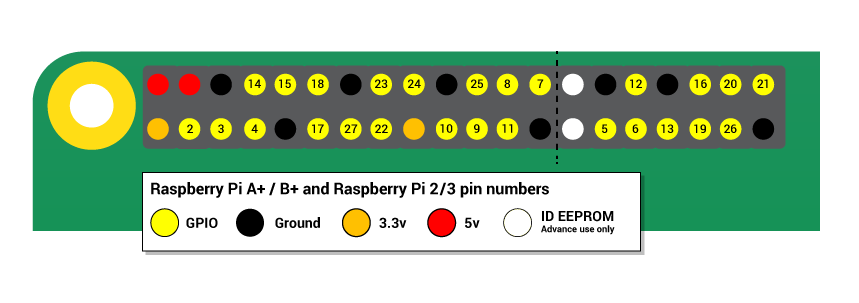 14 15 18 23 24 25 8 7 12 16 20 21
2 3 4 17 27 22 10 9 11 5 6 13 19 26
Raspberry Pi A+ / B+ and Raspberry Pi 2/3 pin numbers
GPIO Ground 3.3v 5v ID EEPROM
Advance use only